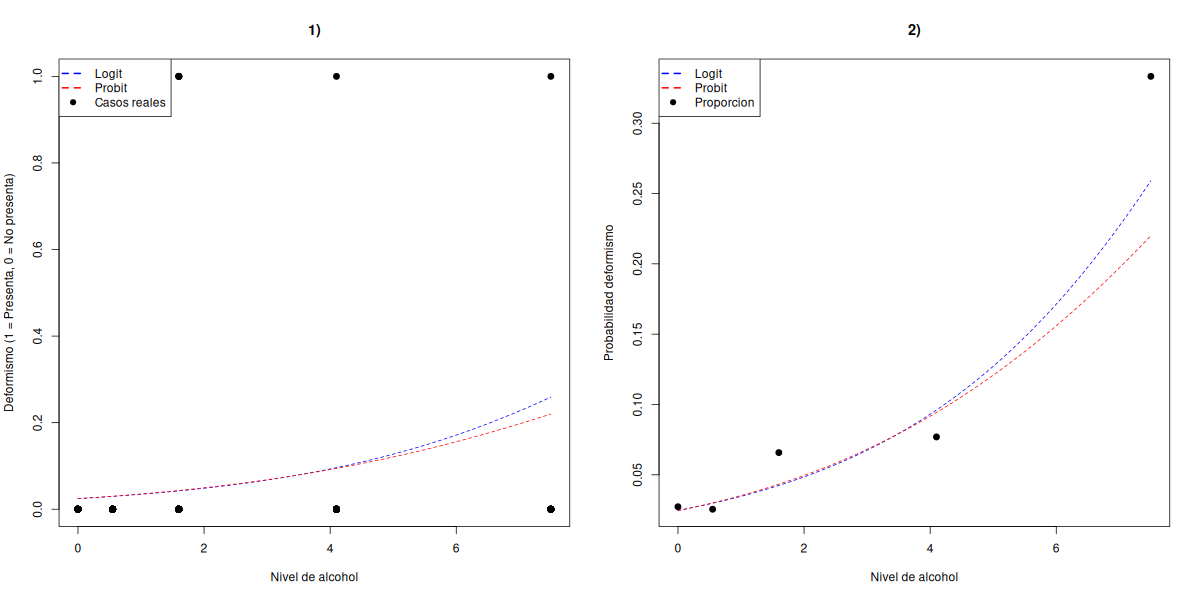 1)
Logit
Probit
Casos reales
Deformismo (1 = Presenta, 0 = No presenta)
1.0
0.8
0.6
0.4
0.2
0.0
0 2 4 6
Nivel de alcohol
2)
Logit
Probit
Proporcion
Probabilidad deformismo
0.30
0.25
0.20
0.15
0.10
0.05
0 2 4 6
Nivel de alcohol